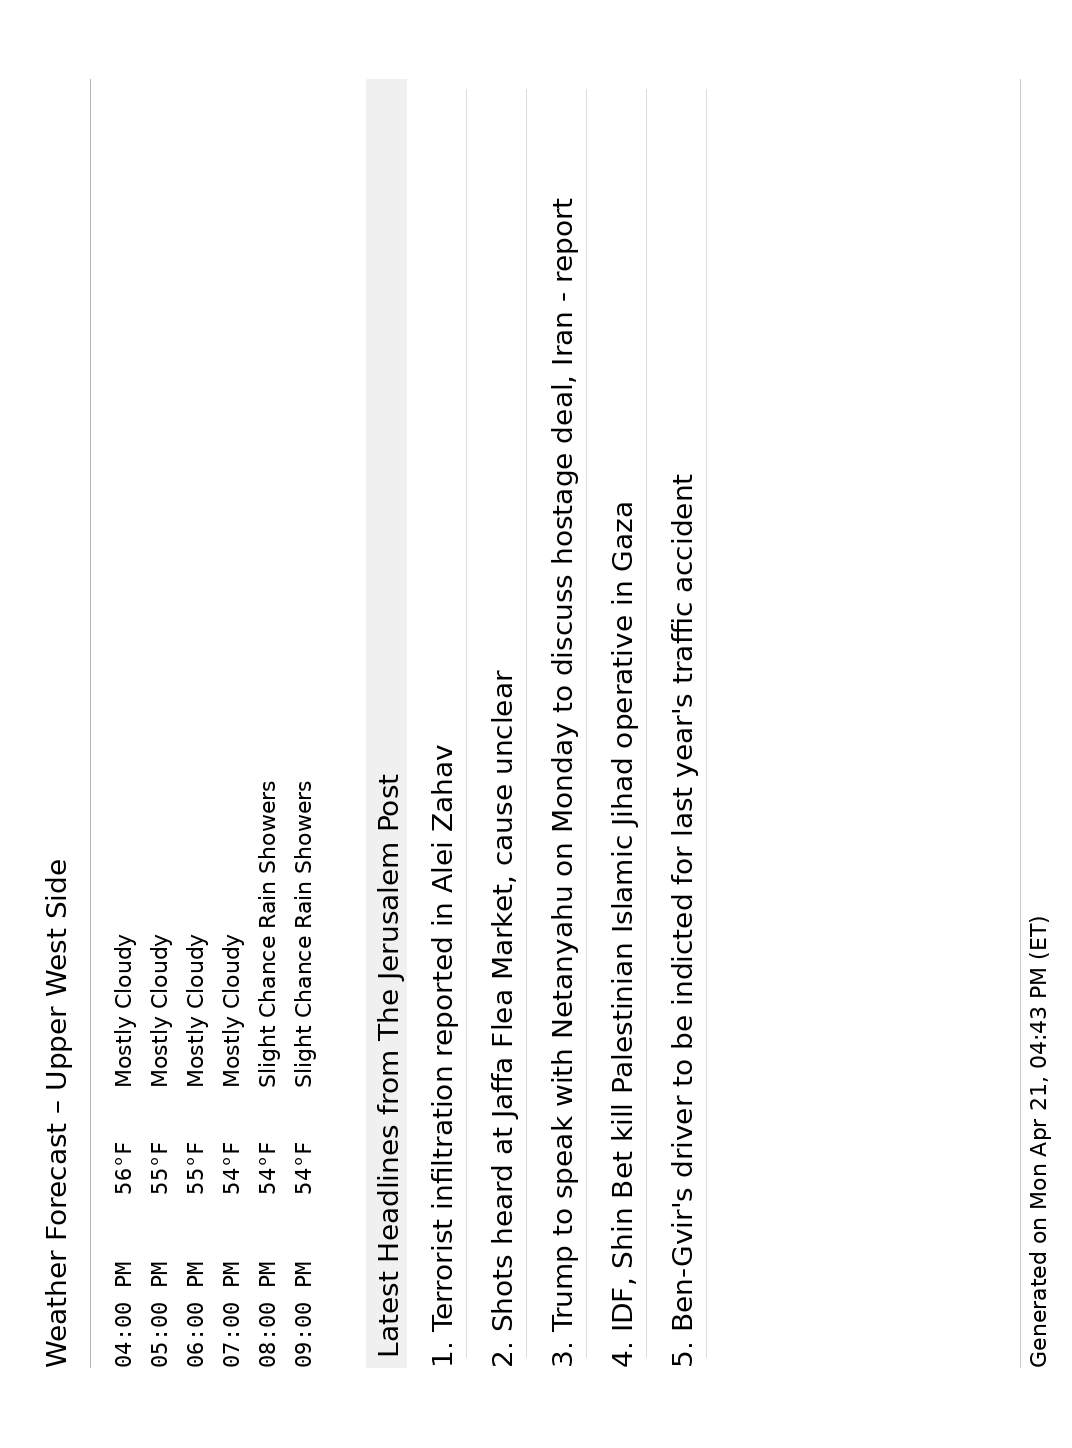 Weather Forecast – Upper West Side
04:00 PM 56°F Mostly Cloudy
05:00 PM 55°F Mostly Cloudy
06:00 PM 55°F Mostly Cloudy
07:00 PM 54°F Mostly Cloudy
08:00 PM 54°F Slight Chance Rain Showers
09:00 PM 54°F Slight Chance Rain Showers
Latest Headlines from The Jerusalem Post
1. Terrorist infiltration reported in Alei Zahav
2. Shots heard at Jaffa Flea Market, cause unclear
3. Trump to speak with Netanyahu on Monday to discuss hostage deal, Iran - report
4. IDF, Shin Bet kill Palestinian Islamic Jihad operative in Gaza
5. Ben-Gvir's driver to be indicted for last year's traffic accident
Generated on Mon Apr 21, 04:43 PM (ET)